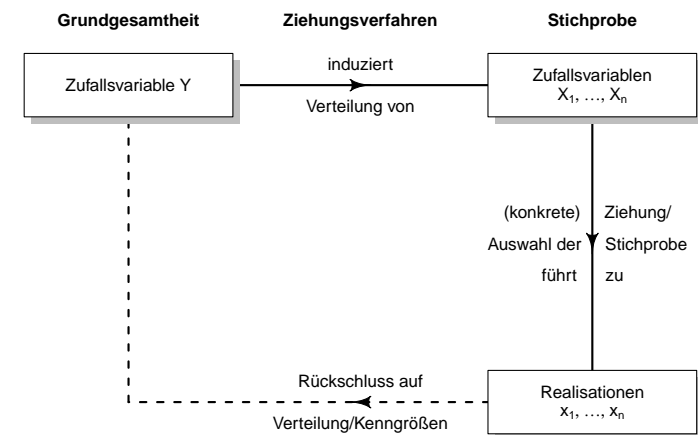 Grundgesamtheit
Ziehungsverfahren
Stichprobe
Zufallsvariable Y
induziert
Verteilung von
Zufallsvariablen
X₁, …, Xₙ
(konkrete) Ziehung/
Auswahl der Stichprobe
führt zu
Rückschluss auf
Verteilung/Kenngrößen
Realisationen
x₁, …, xₙ